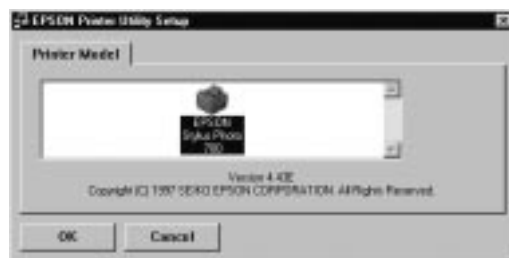 EPSON Printer Utility Setup
Printer Model
EPSON
Stylus Photo
700
Version 4.43E
Copyright (C) 1997 SEIKO EPSON CORPORATION. All Rights Reserved.
OK
Cancel